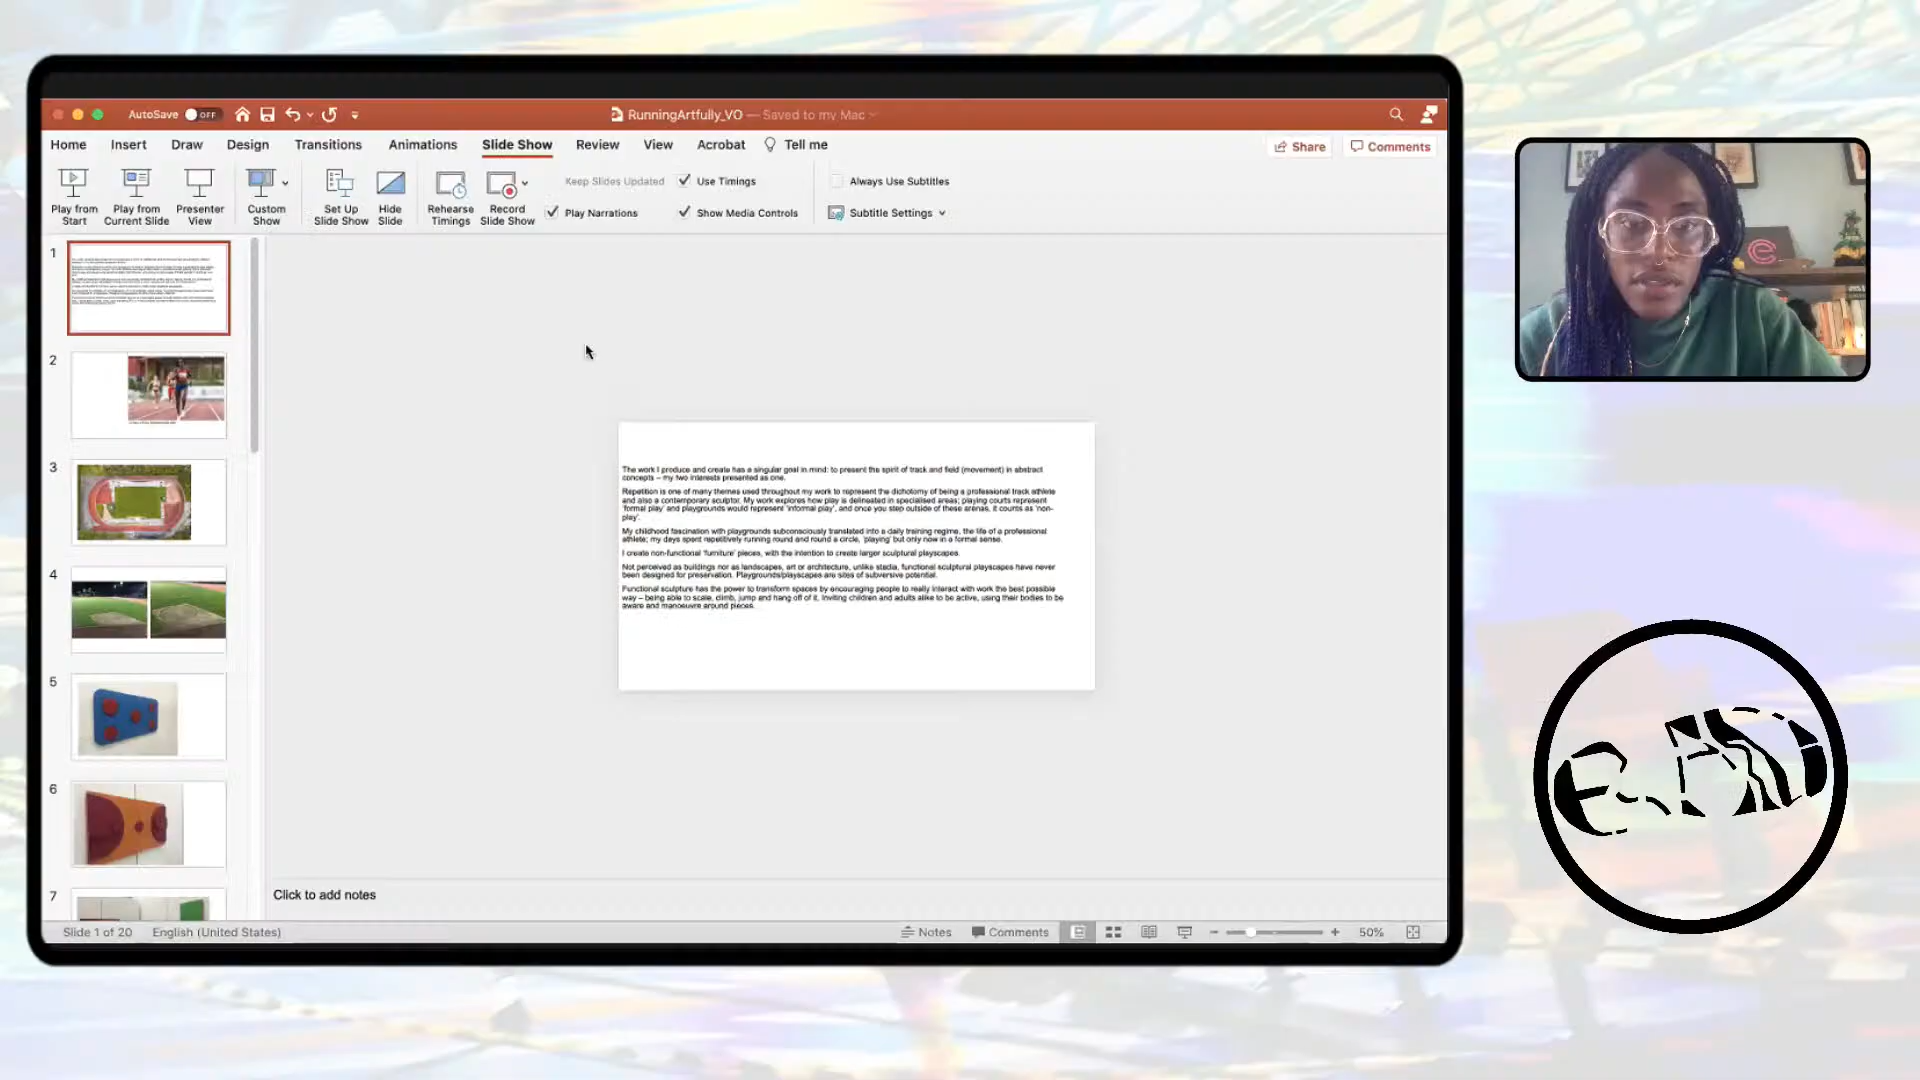 AutoSave OFF
RunningArtfully_VO — Saved to my Mac
Home Insert Draw Design Transitions Animations Slide Show Review View Acrobat Tell me
Share Comments
Play from Start
Play from Current Slide
Presenter View
Custom Show
Set Up Slide Show
Hide Slide
Rehearse Timings
Record Slide Show
Keep Slides Updated
Play Narrations
Use Timings
Show Media Controls
Always Use Subtitles
Subtitle Settings
1
2
3
4
5
6
7
The work I produce and create has a singular goal in mind: to present the spirit of track and field (movement) in abstract
concepts – my two interests presented as one.
Repetition is one of many themes used throughout my work to represent the dichotomy of being a professional track athlete
and also a contemporary sculptor. My work explores how play is delineated in specialised areas; playing courts represent
'formal play' and playgrounds would represent 'informal play', and once you step outside of these arenas, it counts as 'non-
play'.
My childhood fascination with playgrounds subconsciously translated into a daily training regime, the life of a professional
athlete; my days spent repetitively running round and round a circle, 'playing' but only now in a formal sense.
I create non-functional 'furniture' pieces, with the intention to create larger sculptural playscapes.
Not perceived as buildings nor as landscapes, art or architecture, unlike stadia, functional sculptural playscapes have never
been designed for preservation. Playgrounds/playscapes are sites of subversive potential.
Functional sculpture has the power to transform spaces by encouraging people to really interact with work the best possible
way – being able to scale, climb, jump and hang off of it. Inviting children and adults alike to be active, using their bodies to be
aware and manoeuvre around pieces.
Click to add notes
Slide 1 of 20 English (United States)
Notes Comments 50%